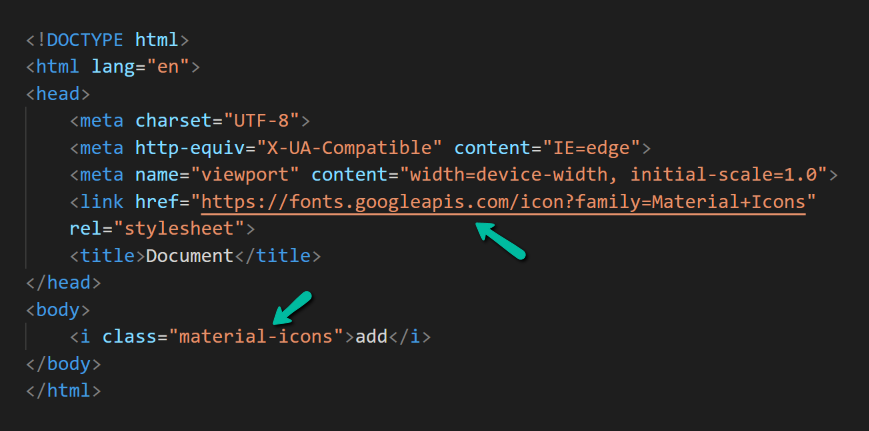 <!DOCTYPE html>
<html lang="en">
<head>
    <meta charset="UTF-8">
    <meta http-equiv="X-UA-Compatible" content="IE=edge">
    <meta name="viewport" content="width=device-width, initial-scale=1.0">
    <link href="https://fonts.googleapis.com/icon?family=Material+Icons"
    rel="stylesheet">
    <title>Document</title>
</head>
<body>
    <i class="material-icons">add</i>
</body>
</html>